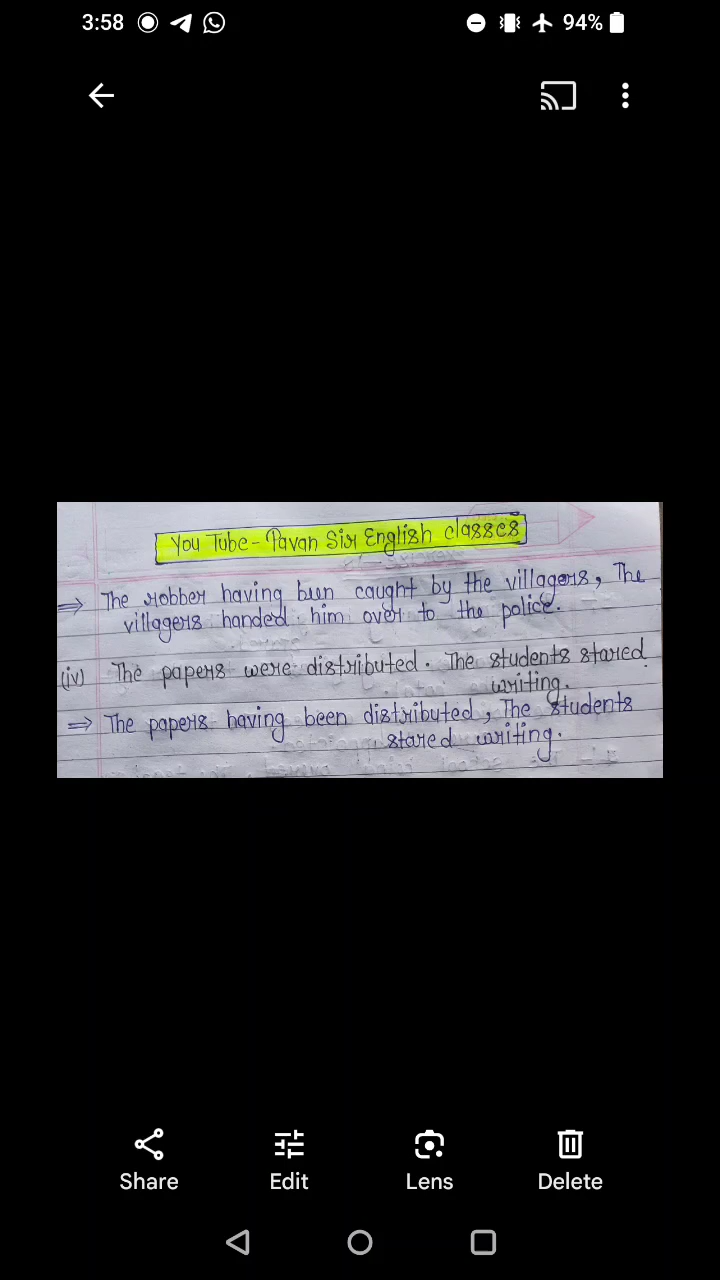 3:58 94%
You Tube - Pavan Sir English classes
⇒ The robber having been caught by the villagers, The
villagers handed him over to the police.
(iv) The papers were distributed. The students stared
writing.
⇒ The papers having been distributed, The students
stared writing.
Share Edit Lens Delete